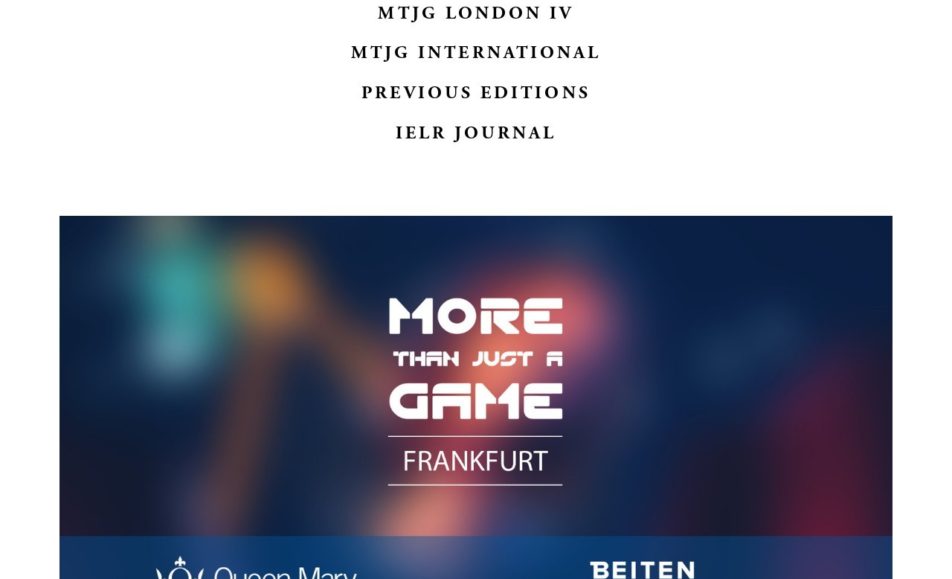 MTJG LONDON IV
MTJG INTERNATIONAL
PREVIOUS EDITIONS
IELR JOURNAL
MORE
THAN JUST A
GAME
FRANKFURT
Queen Mary
BEITEN